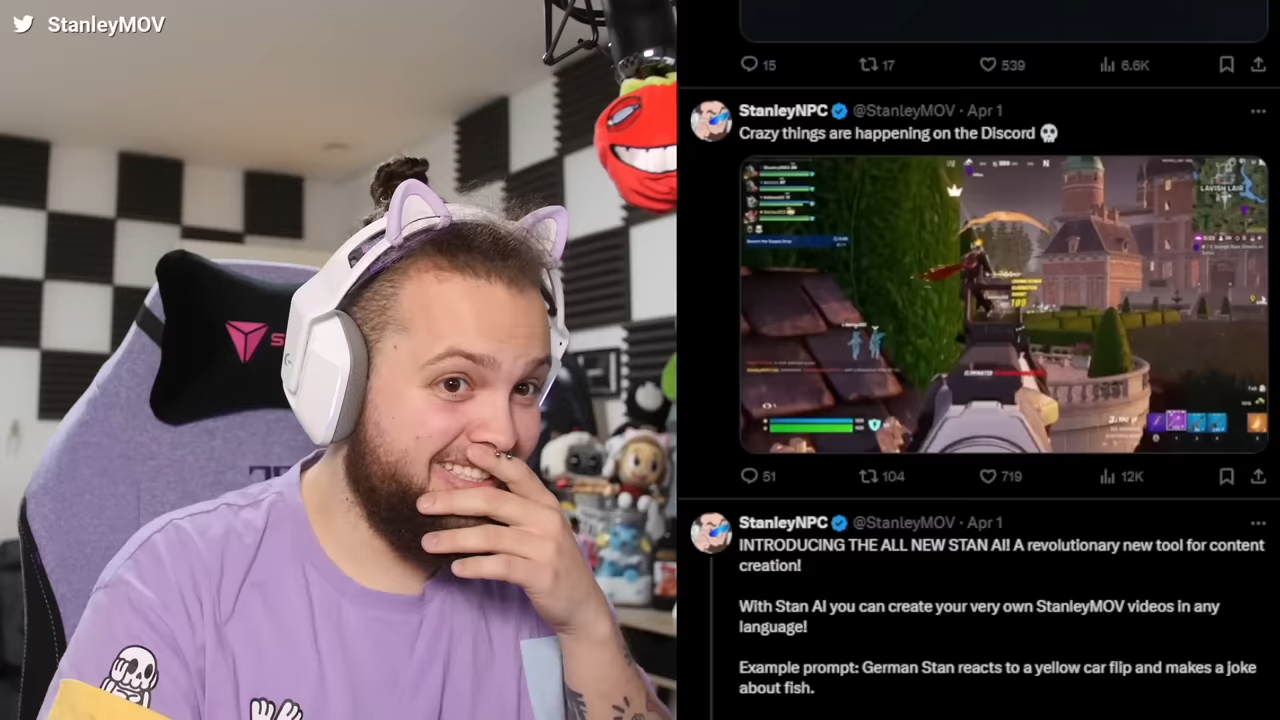 StanleyMOV
15 17 539 6.6K
StanleyNPC @StanleyMOV · Apr 1
Crazy things are happening on the Discord 💀
LAVISH LAIR
N
109
ELIMINATED
51 104 719 12K
StanleyNPC @StanleyMOV · Apr 1
INTRODUCING THE ALL NEW STAN AI! A revolutionary new tool for content
creation!
With Stan AI you can create your very own StanleyMOV videos in any
language!
Example prompt: German Stan reacts to a yellow car flip and makes a joke
about fish.